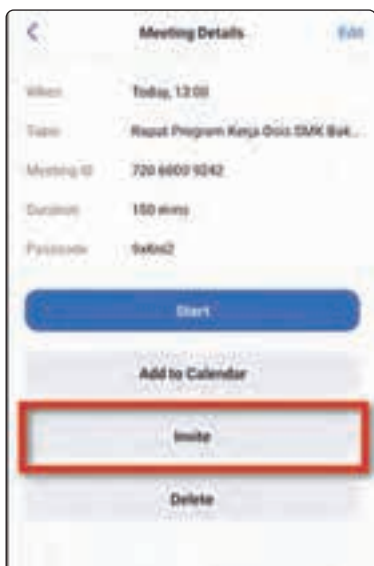 Meeting Details Edit
When Today, 13:00
Topic Raput Program Kerja Osis SMK Bak...
Meeting ID 720 6600 9242
Duration 150 mins
Passcode
Start
Add to Calendar
Invite
Delete